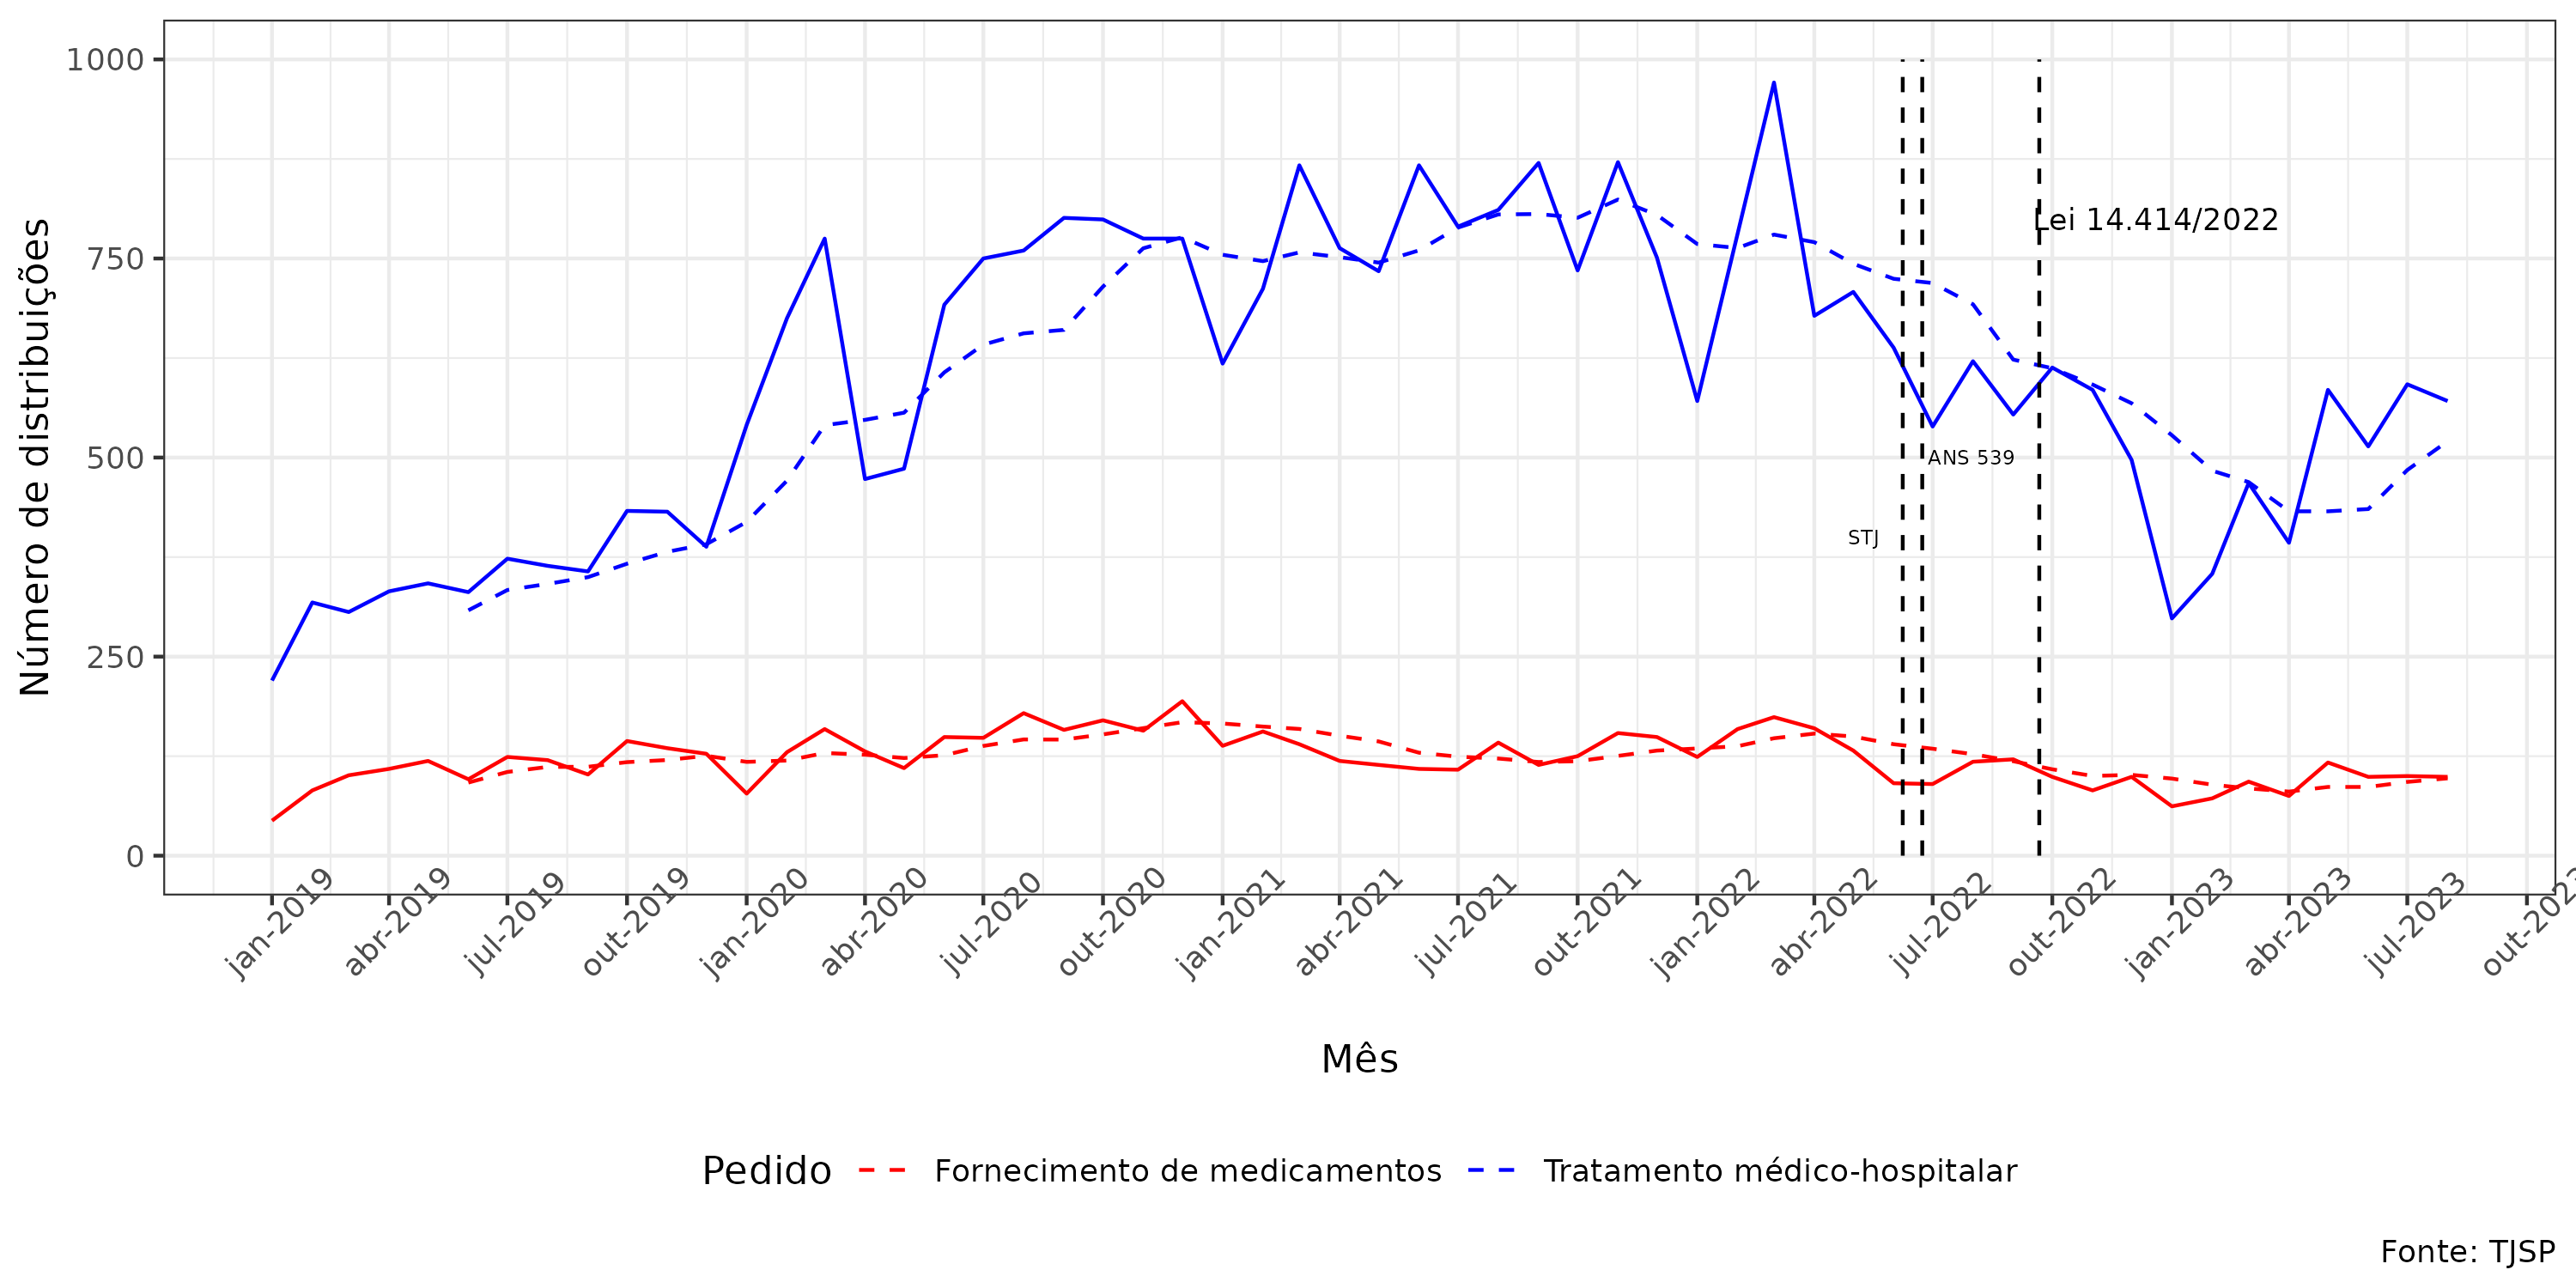 Número de distribuições
1000
750
500
250
0
Lei 14.414/2022
ANS 539
STJ
jan-2019
abr-2019
jul-2019
out-2019
jan-2020
abr-2020
jul-2020
out-2020
jan-2021
abr-2021
jul-2021
out-2021
jan-2022
abr-2022
jul-2022
out-2022
jan-2023
abr-2023
jul-2023
out-2023
Mês
Pedido Fornecimento de medicamentos Tratamento médico-hospitalar
Fonte: TJSP